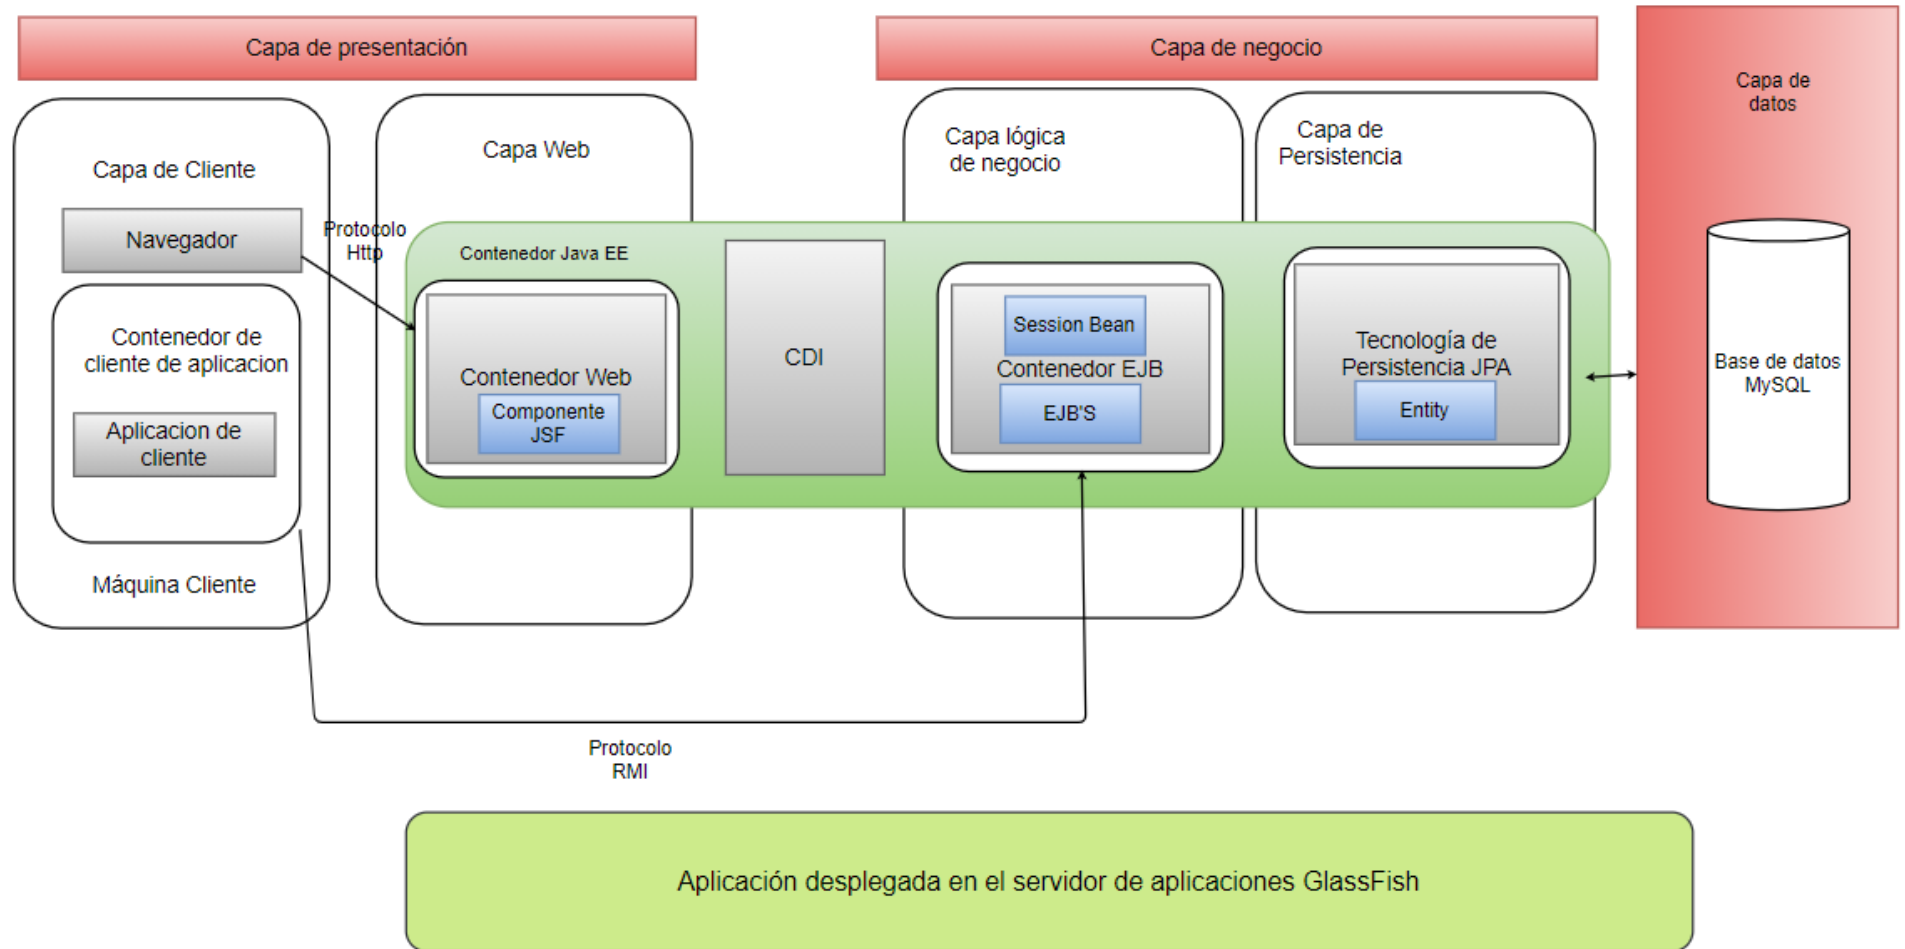 Capa de presentación
Capa de negocio
Capa de
datos
Capa de Cliente
Navegador
Contenedor de
cliente de aplicacion
Aplicacion de
cliente
Máquina Cliente
Protocolo
Http
Capa Web
Contenedor Java EE
Contenedor Web
Componente
JSF
CDI
Capa lógica
de negocio
Session Bean
Contenedor EJB
EJB'S
Capa de
Persistencia
Tecnología de
Persistencia JPA
Entity
Base de datos
MySQL
Protocolo
RMI
Aplicación desplegada en el servidor de aplicaciones GlassFish